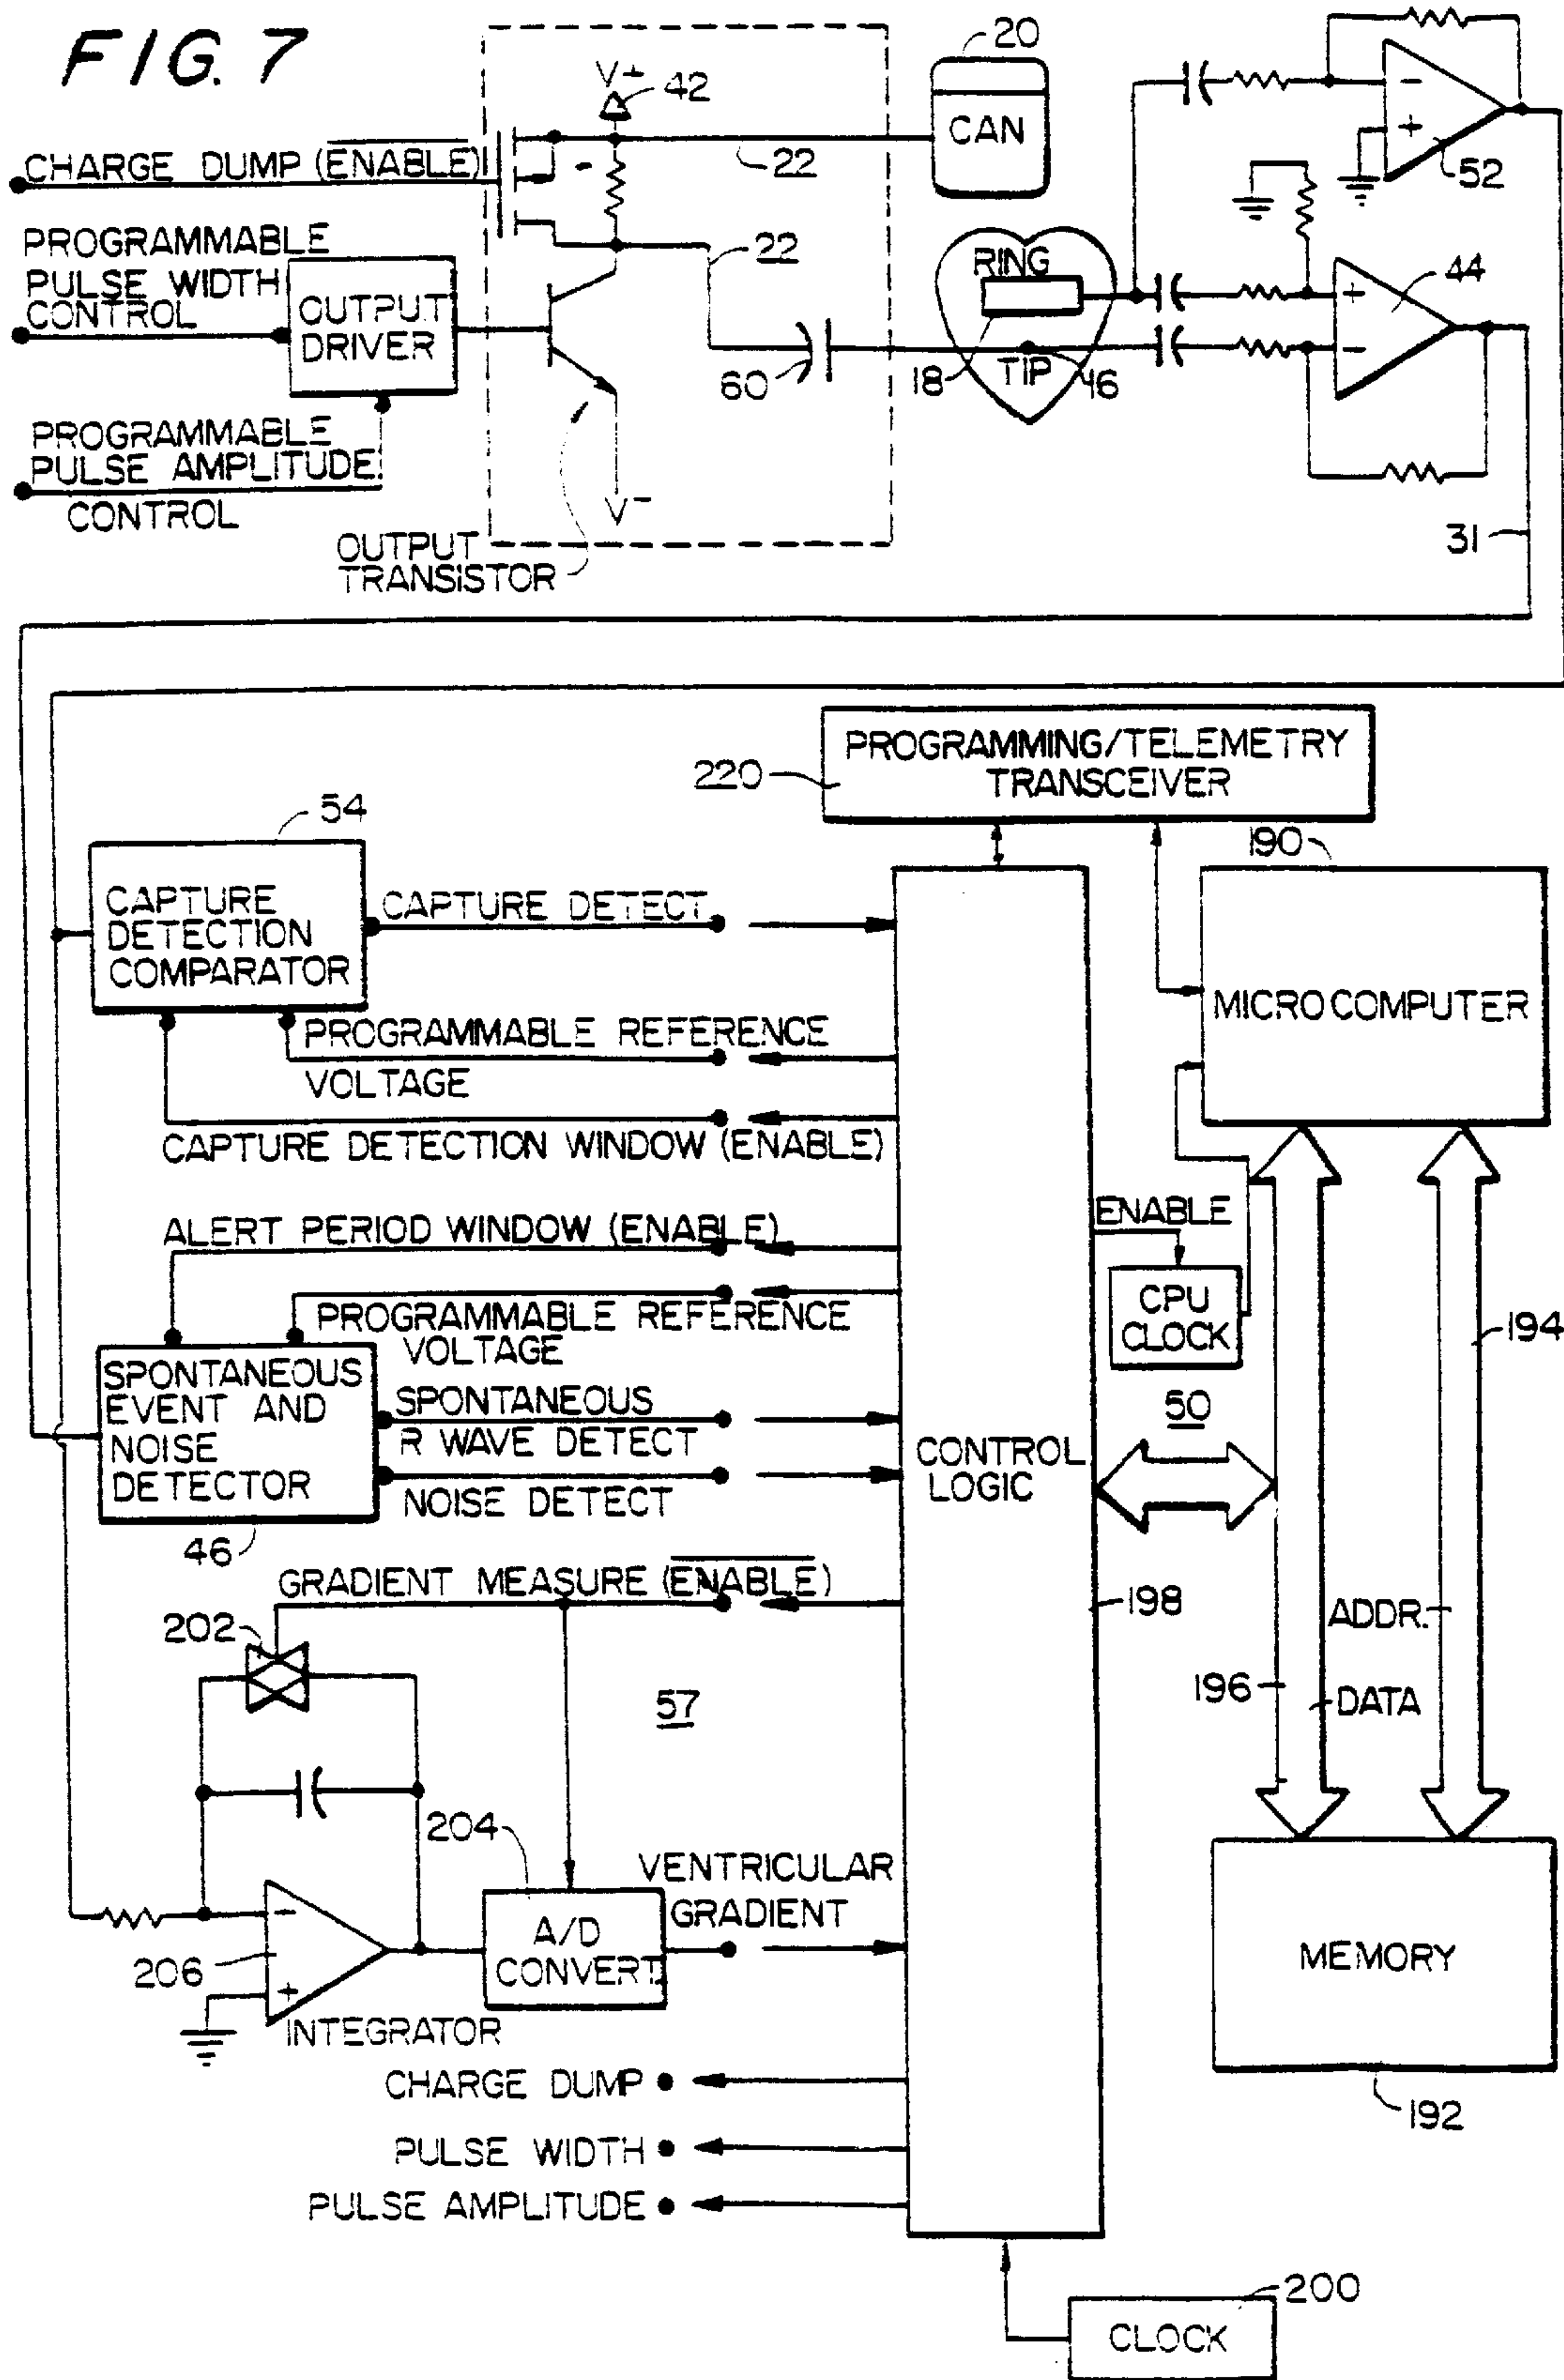 FIG. 7
V+
42
20
CAN
22
CHARGE DUMP (ENABLE)
-
+
52
PROGRAMMABLE
PULSE WIDTH
CONTROL
OUTPUT
DRIVER
22
RING
18
TIP
46
60
+
-
44
PROGRAMMABLE
PULSE AMPLITUDE
CONTROL
V-
OUTPUT
TRANSISTOR
31
PROGRAMMING/TELEMETRY
TRANSCEIVER
220
54
CAPTURE
DETECTION
COMPARATOR
CAPTURE DETECT
190
MICROCOMPUTER
PROGRAMMABLE REFERENCE
VOLTAGE
CAPTURE DETECTION WINDOW (ENABLE)
ALERT PERIOD WINDOW (ENABLE)
ENABLE
CPU
CLOCK
PROGRAMMABLE REFERENCE
VOLTAGE
194
SPONTANEOUS
EVENT AND
NOISE
DETECTOR
46
SPONTANEOUS
R WAVE DETECT
NOISE DETECT
50
CONTROL
LOGIC
GRADIENT MEASURE (ENABLE)
198
ADDR.
202
57
196
DATA
204
VENTRICULAR
GRADIENT
-
+
206
A/D
CONVERT.
INTEGRATOR
MEMORY
192
CHARGE DUMP
PULSE WIDTH
PULSE AMPLITUDE
200
CLOCK